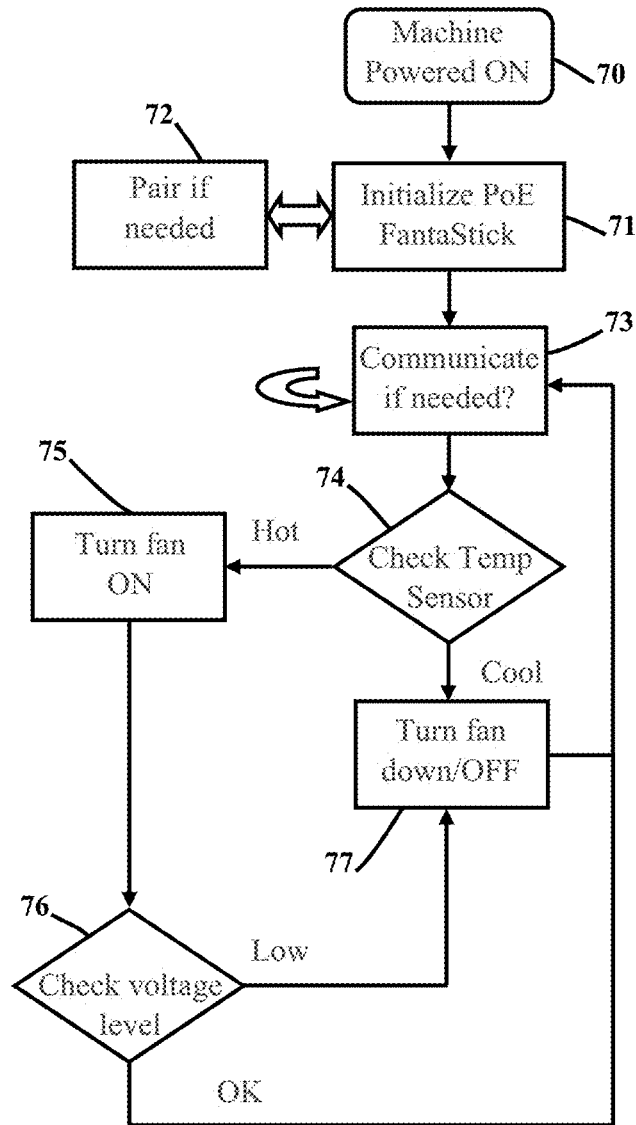 Machine
Powered ON
70
72
Pair if
needed
Initialize PoE
FantaStick
71
73
Communicate
if needed?
75
74
Turn fan
ON
Hot
Check Temp
Sensor
Cool
Turn fan
down/OFF
77
76
Low
Check voltage
level
OK